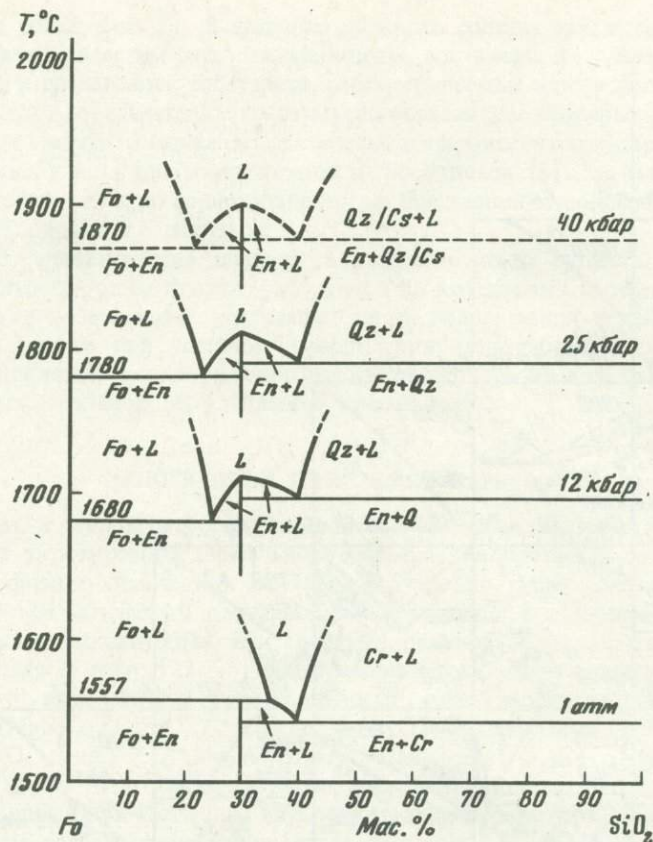 T,°C
2000
1900
1800
1700
1600
1500
L
Fo+L
Qz/Cs+L
40 кбар
1870
Fo+En
En+L
En+Qz/Cs
Fo+L
L
Qz+L
25 кбар
1780
Fo+En
En+L
En+Qz
Fo+L
L
Qz+L
12 кбар
1680
Fo+En
En+L
En+Q
Fo+L
L
Cr+L
1557
1 атм
Fo+En
En+L
En+Cr
10 20 30 40 50 60 70 80 90
Fo Мас.% SiO₂